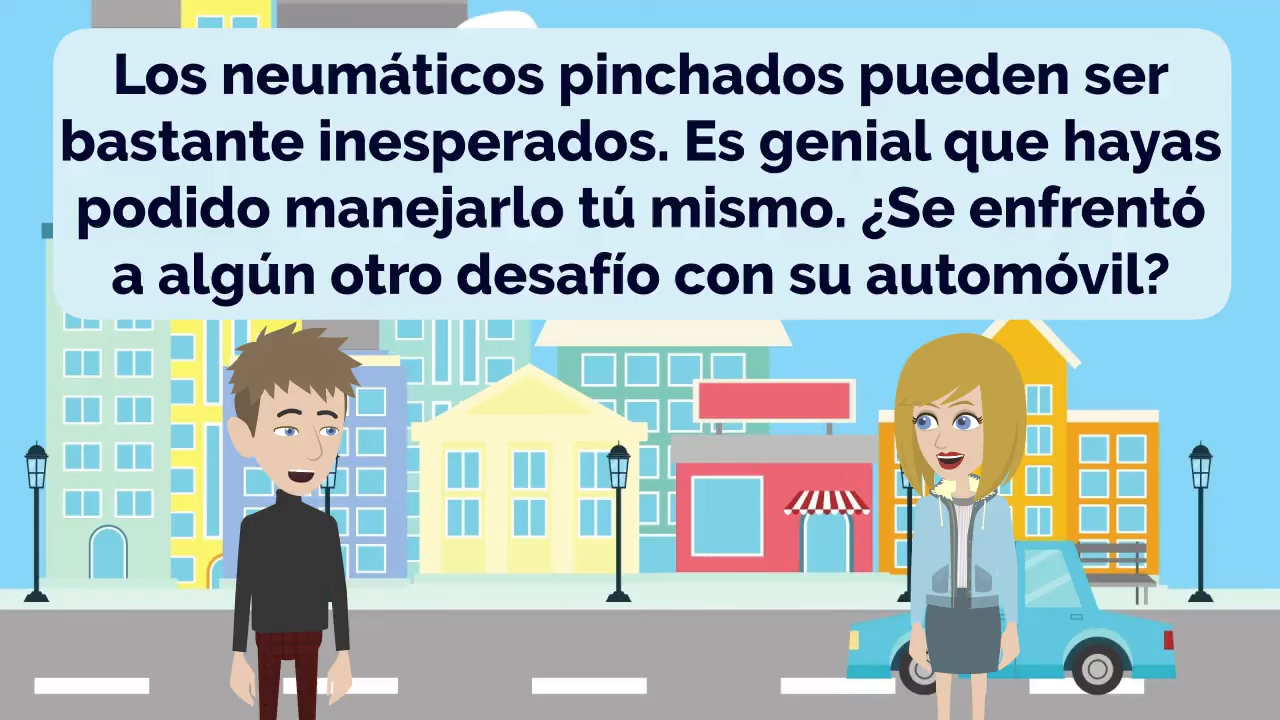 Los neumáticos pinchados pueden ser
bastante inesperados. Es genial que hayas
podido manejarlo tú mismo. ¿Se enfrentó
a algún otro desafío con su automóvil?